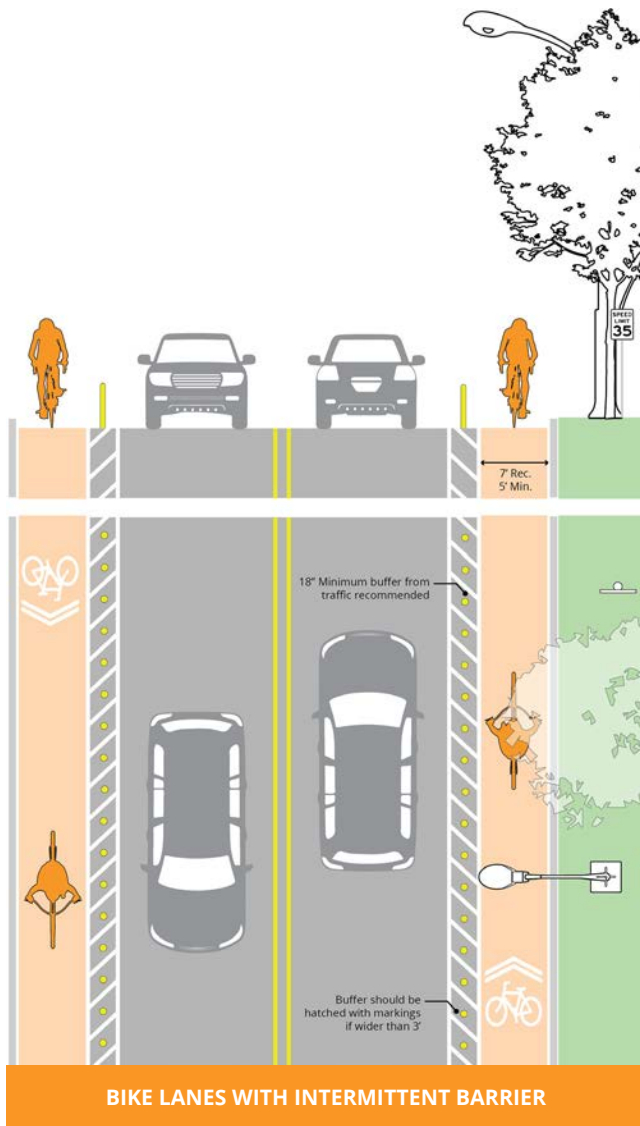 SPEED
LIMIT
35
7' Rec.
5' Min.
18" Minimum buffer from
traffic recommended
Buffer should be
hatched with markings
if wider than 3'
BIKE LANES WITH INTERMITTENT BARRIER